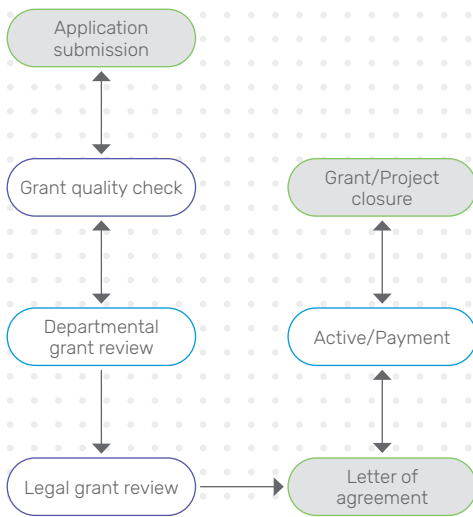 Application
submission
Grant quality check
Departmental
grant review
Legal grant review
Letter of
agreement
Active/Payment
Grant/Project
closure